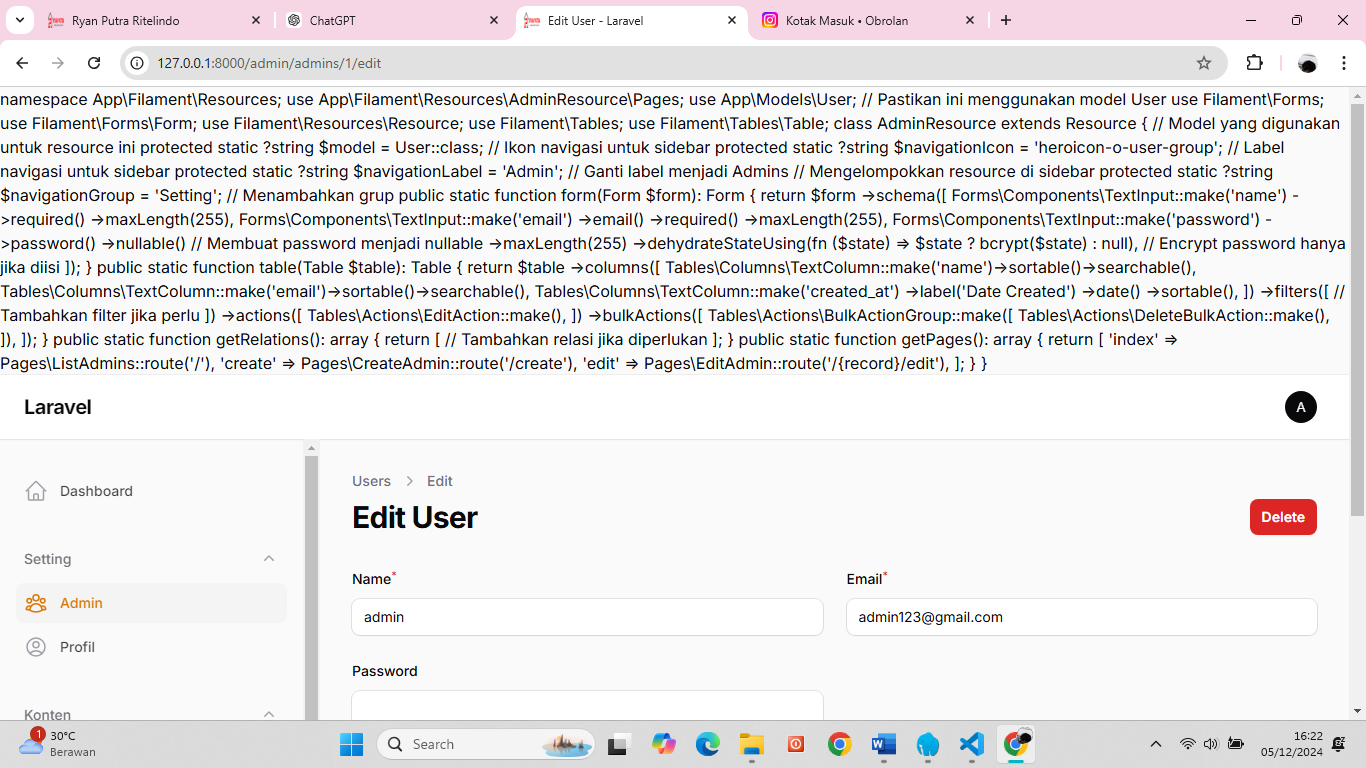 Ryan Putra Ritelindo
ChatGPT
Edit User - Laravel
Kotak Masuk • Obrolan
127.0.0.1:8000/admin/admins/1/edit
namespace App\Filament\Resources; use App\Filament\Resources\AdminResource\Pages; use App\Models\User; // Pastikan ini menggunakan model User use Filament\Forms;
use Filament\Forms\Form; use Filament\Resources\Resource; use Filament\Tables; use Filament\Tables\Table; class AdminResource extends Resource { // Model yang digunakan
untuk resource ini protected static ?string $model = User::class; // Ikon navigasi untuk sidebar protected static ?string $navigationIcon = 'heroicon-o-user-group'; // Label
navigasi untuk sidebar protected static ?string $navigationLabel = 'Admin'; // Ganti label menjadi Admins // Mengelompokkan resource di sidebar protected static ?string
$navigationGroup = 'Setting'; // Menambahkan grup public static function form(Form $form): Form { return $form ->schema([ Forms\Components\TextInput::make('name') -
>required() ->maxLength(255), Forms\Components\TextInput::make('email') ->email() ->required() ->maxLength(255), Forms\Components\TextInput::make('password') -
>password() ->nullable() // Membuat password menjadi nullable ->maxLength(255) ->dehydrateStateUsing(fn ($state) => $state ? bcrypt($state) : null), // Encrypt password hanya
jika diisi ]); } public static function table(Table $table): Table { return $table ->columns([ Tables\Columns\TextColumn::make('name')->sortable()->searchable(),
Tables\Columns\TextColumn::make('email')->sortable()->searchable(), Tables\Columns\TextColumn::make('created_at') ->label('Date Created') ->date() ->sortable(), ]) ->filters([ //
Tambahkan filter jika perlu ]) ->actions([ Tables\Actions\EditAction::make(), ]) ->bulkActions([ Tables\Actions\BulkActionGroup::make([ Tables\Actions\DeleteBulkAction::make(),
]), ]); } public static function getRelations(): array { return [ // Tambahkan relasi jika diperlukan ]; } public static function getPages(): array { return [ 'index' =>
Pages\ListAdmins::route('/'), 'create' => Pages\CreateAdmin::route('/create'), 'edit' => Pages\EditAdmin::route('/{record}/edit'), ]; } }
Laravel
A
Dashboard
Setting
Admin
Profil
Konten
Users > Edit
Edit User
Delete
Name*
Email*
admin
admin123@gmail.com
Password
1
30°C
Berawan
Search
16:22
05/12/2024